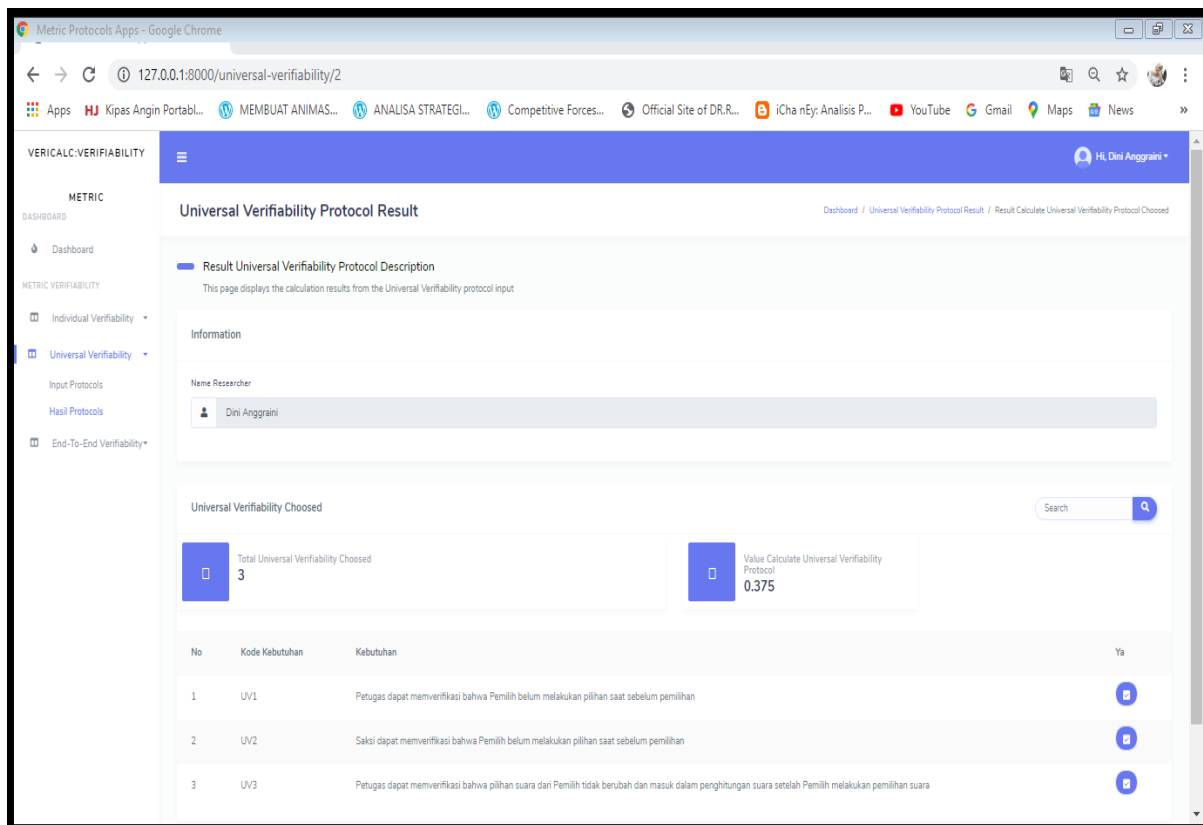 Metric Protocols Apps - Google Chrome
127.0.0.1:8000/universal-verifiability/2
Apps HJ Kipas Angin Portabl... MEMBUAT ANIMAS... ANALISA STRATEGI... Competitive Forces... Official Site of DR.R... iCha nEy: Analisis P... YouTube G Gmail Maps News »
VERICALC:VERIFIABILITY
METRIC
Hi, Dini Anggraini
DASHBOARD
Dashboard
METRIC VERIFIABILITY
Individual Verifiability
Universal Verifiability
Input Protocols
Hasil Protocols
End-To-End Verifiability
Universal Verifiability Protocol Result
Dashboard / Universal Verifiability Protocol Result / Result Calculate Universal Verifiability Protocol Choosed
Result Universal Verifiability Protocol Description
This page displays the calculation results from the Universal Verifiability protocol input
Information
Name Researcher
Dini Anggraini
Universal Verifiability Choosed
Search
Total Universal Verifiability Choosed
3
Value Calculate Universal Verifiability
Protocol
0.375
No Kode Kebutuhan Kebutuhan Ya
1 UV1 Petugas dapat memverifikasi bahwa Pemilih belum melakukan pilihan saat sebelum pemilihan
2 UV2 Saksi dapat memverifikasi bahwa Pemilih belum melakukan pilihan saat sebelum pemilihan
3 UV3 Petugas dapat memverifikasi bahwa pilihan suara dari Pemilih tidak berubah dan masuk dalam penghitungan suara setelah Pemilih melakukan pemilihan suara